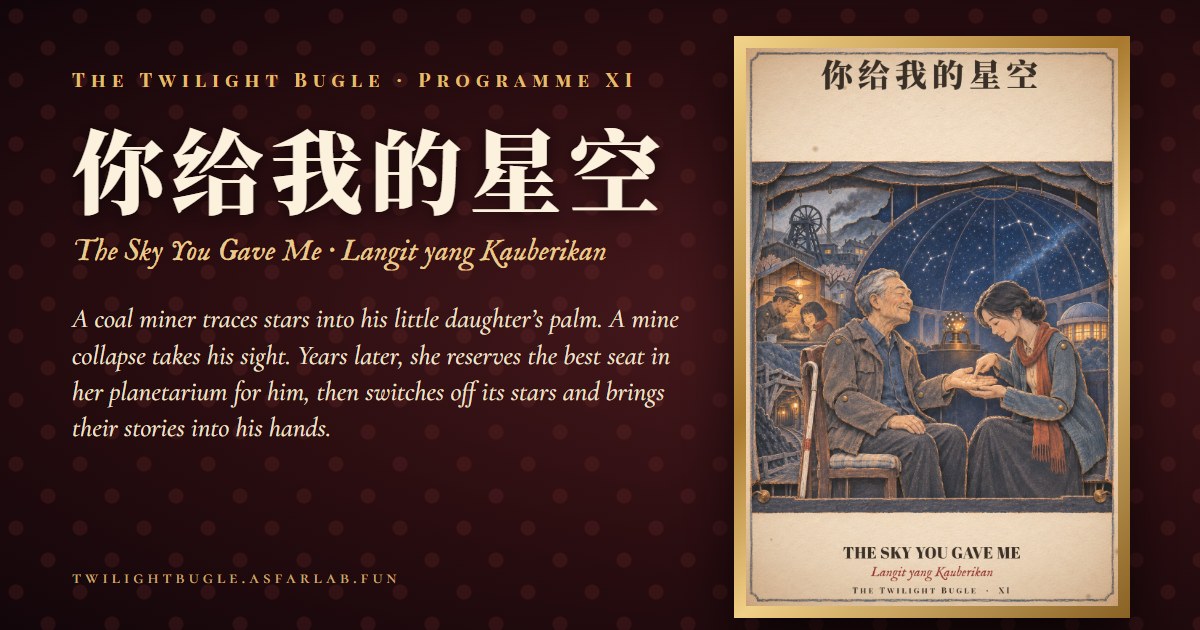 The Twilight Bugle · Programme XI
你给我的星空
The Sky You Gave Me · Langit yang Kauberikan
A coal miner traces stars into his little daughter’s palm. A mine
collapse takes his sight. Years later, she reserves the best seat in
her planetarium for him, then switches off its stars and brings
their stories into his hands.
TWILIGHTBUGLE.ASFARLAB.FUN
你给我的星空
THE SKY YOU GAVE ME
Langit yang Kauberikan
The Twilight Bugle · XI